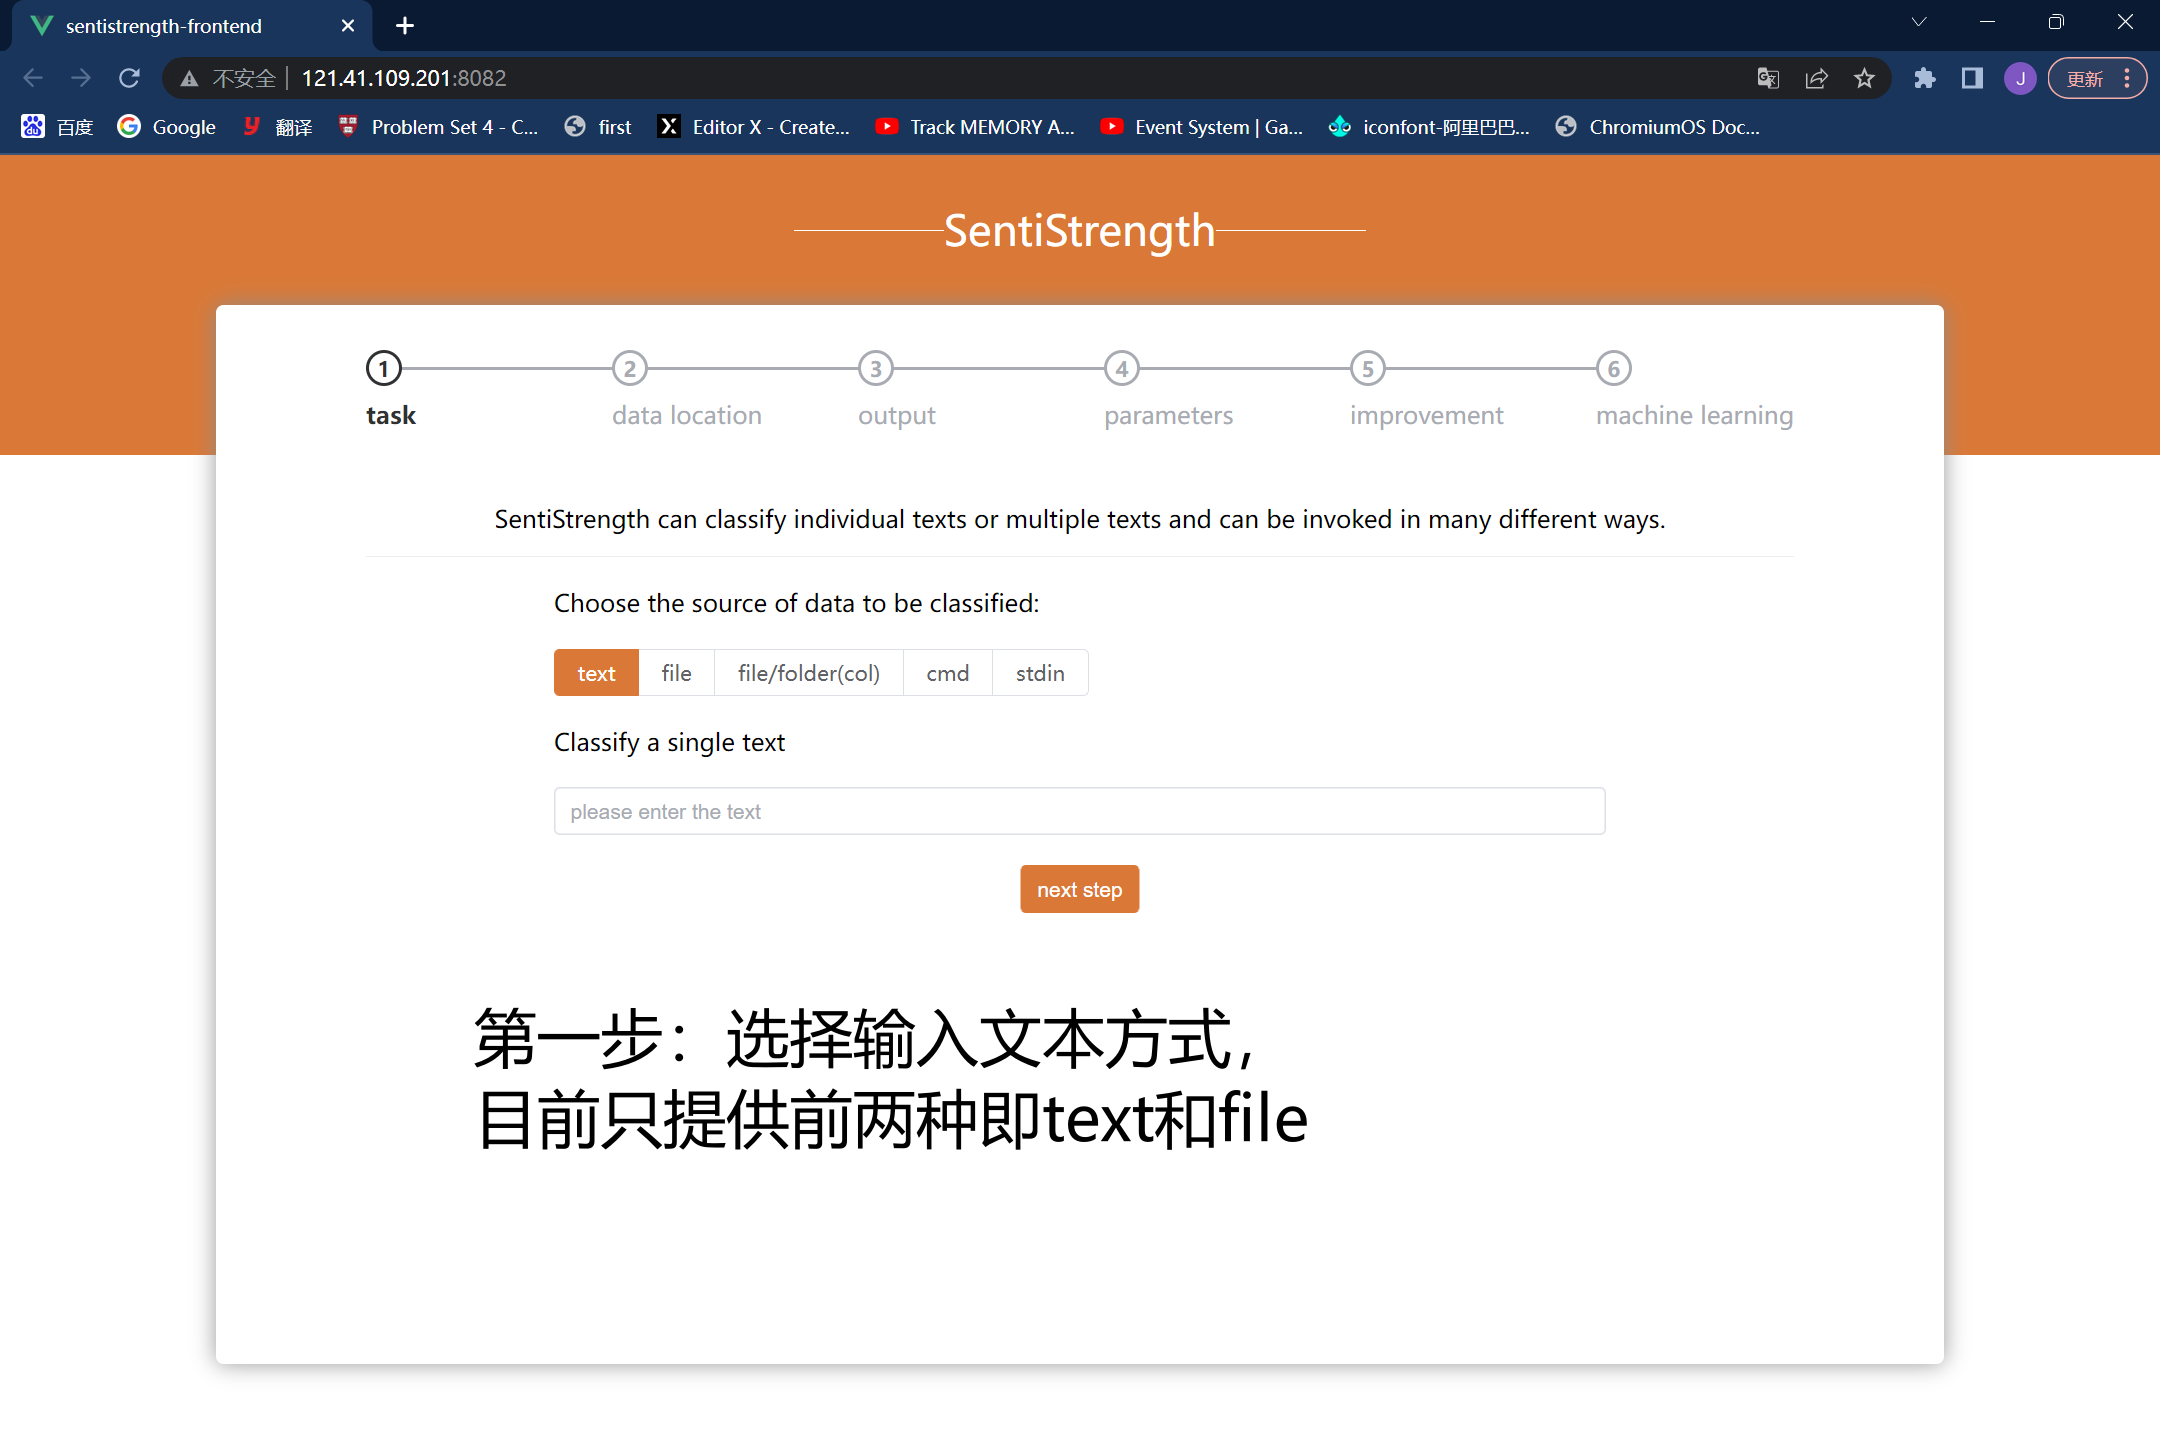 sentistrength-frontend
不安全 121.41.109.201:8082
更新
J
百度 Google 翻译 Problem Set 4 - C... first Editor X - Create... Track MEMORY A... Event System | Ga... iconfont-阿里巴巴... ChromiumOS Doc...
SentiStrength
1 2 3 4 5 6
task data location output parameters improvement machine learning
SentiStrength can classify individual texts or multiple texts and can be invoked in many different ways.
Choose the source of data to be classified:
text file file/folder(col) cmd stdin
Classify a single text
please enter the text
next step
第一步：选择输入文本方式，
目前只提供前两种即text和file